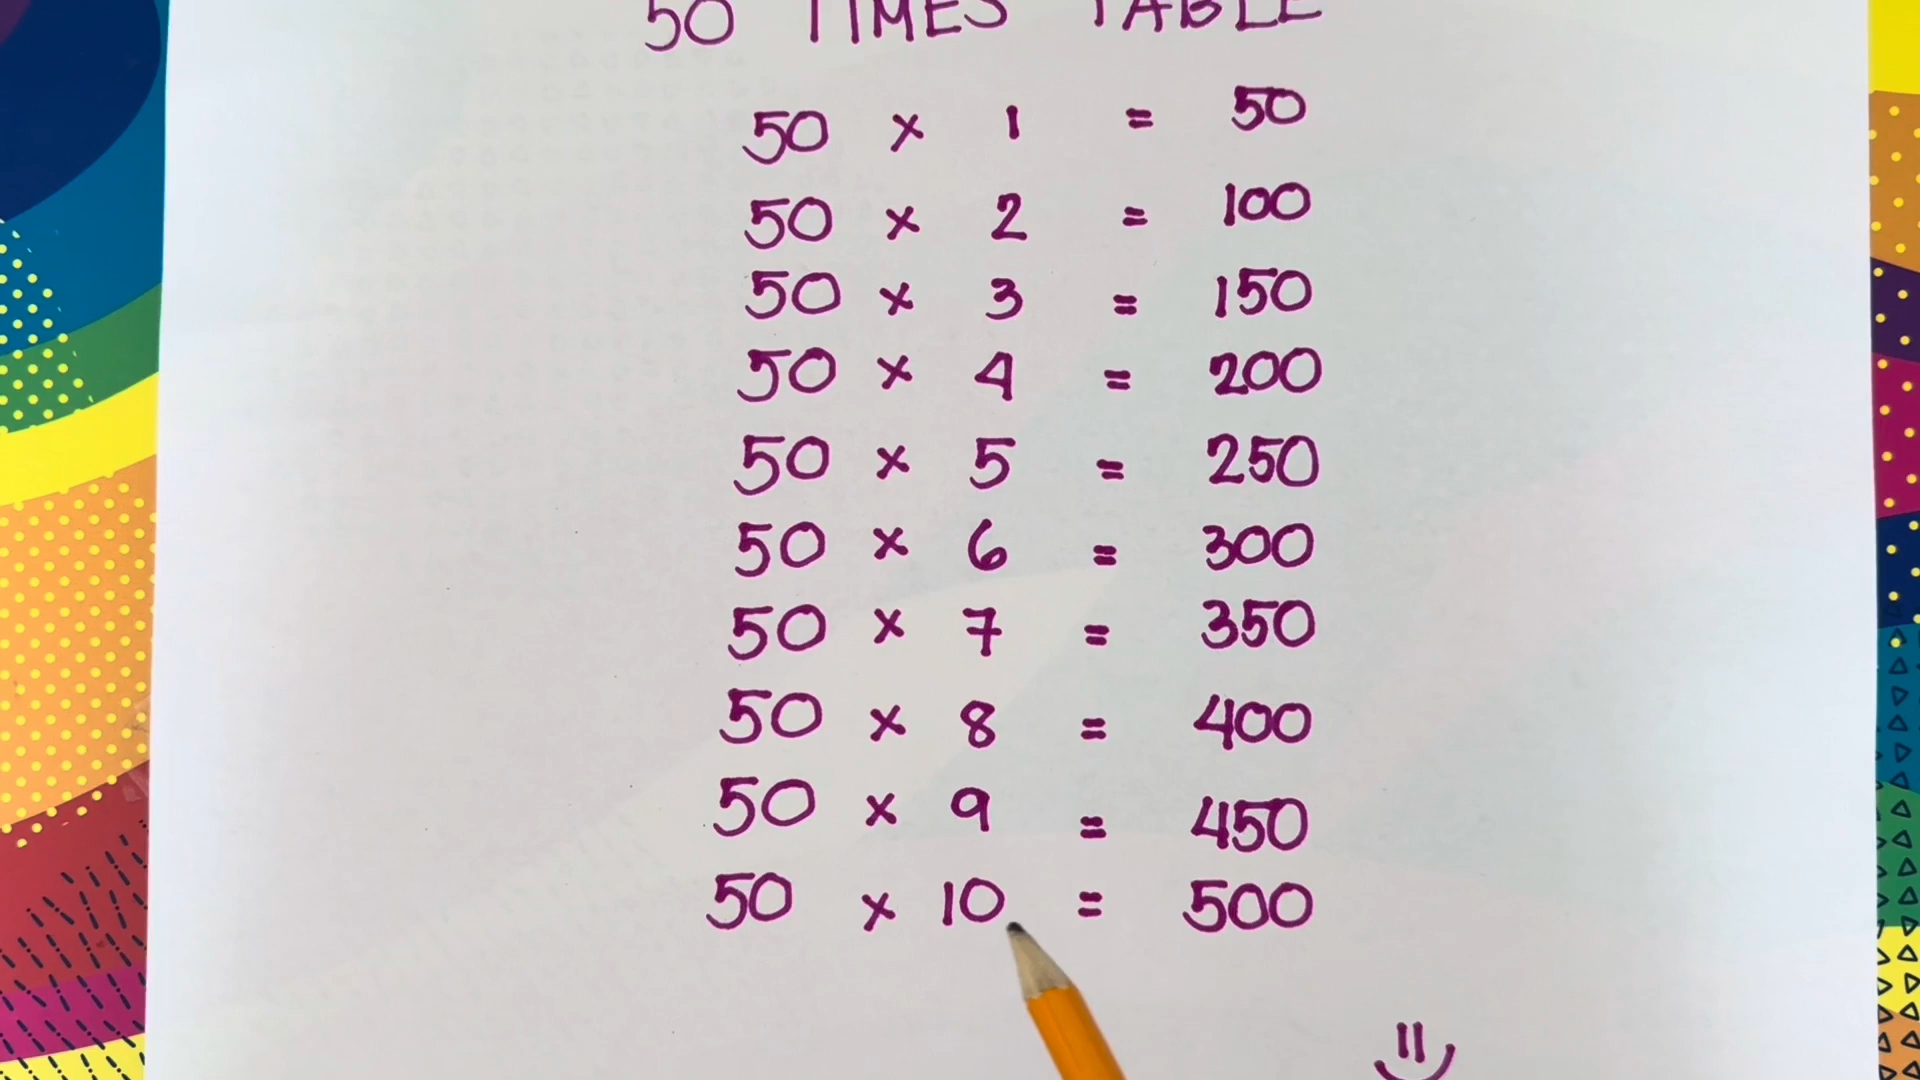 50 TIMES TABLE
50 × 1 = 50
50 × 2 = 100
50 × 3 = 150
50 × 4 = 200
50 × 5 = 250
50 × 6 = 300
50 × 7 = 350
50 × 8 = 400
50 × 9 = 450
50 × 10 = 500